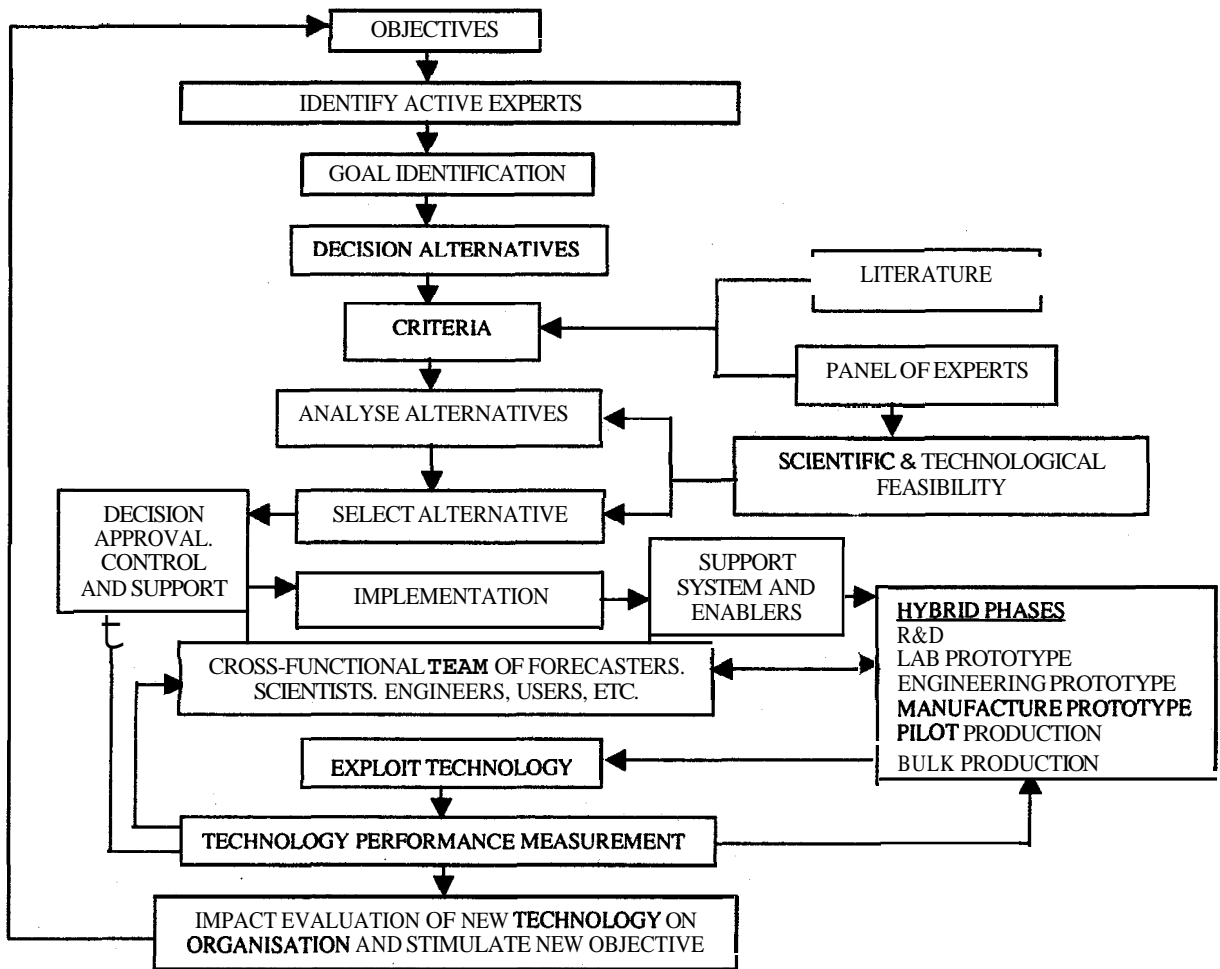 OBJECTIVES
IDENTIFY ACTIVE EXPERTS
GOAL IDENTIFICATION
DECISION ALTERNATIVES
LITERATURE
CRITERIA
PANEL OF EXPERTS
ANALYSE ALTERNATIVES
SCIENTIFIC & TECHNOLOGICAL
FEASIBILITY
SELECT ALTERNATIVE
DECISION
APPROVAL.
CONTROL
AND SUPPORT
IMPLEMENTATION
SUPPORT
SYSTEM AND
ENABLERS
HYBRID PHASES
R&D
LAB PROTOTYPE
ENGINEERING PROTOTYPE
MANUFACTURE PROTOTYPE
PILOT PRODUCTION
BULK PRODUCTION
CROSS-FUNCTIONAL TEAM OF FORECASTERS.
SCIENTISTS. ENGINEERS, USERS, ETC.
EXPLOIT TECHNOLOGY
TECHNOLOGY PERFORMANCE MEASUREMENT
IMPACT EVALUATION OF NEW TECHNOLOGY ON
ORGANISATION AND STIMULATE NEW OBJECTIVE